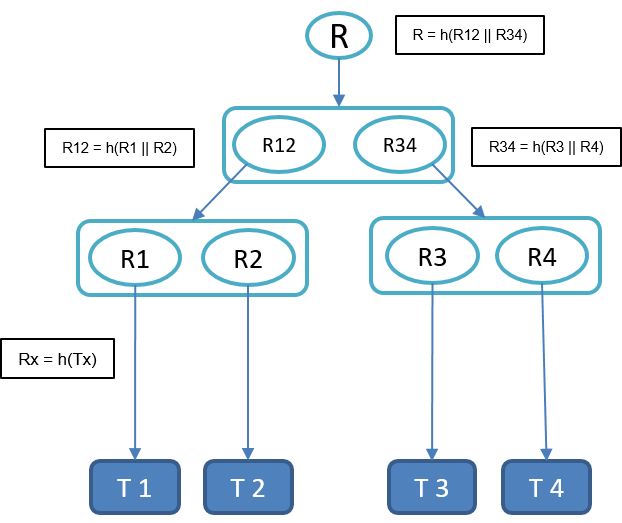 R
R = h(R12 || R34)
R12 = h(R1 || R2)
R12
R34
R34 = h(R3 || R4)
R1
R2
R3
R4
Rx = h(Tx)
T 1
T 2
T 3
T 4